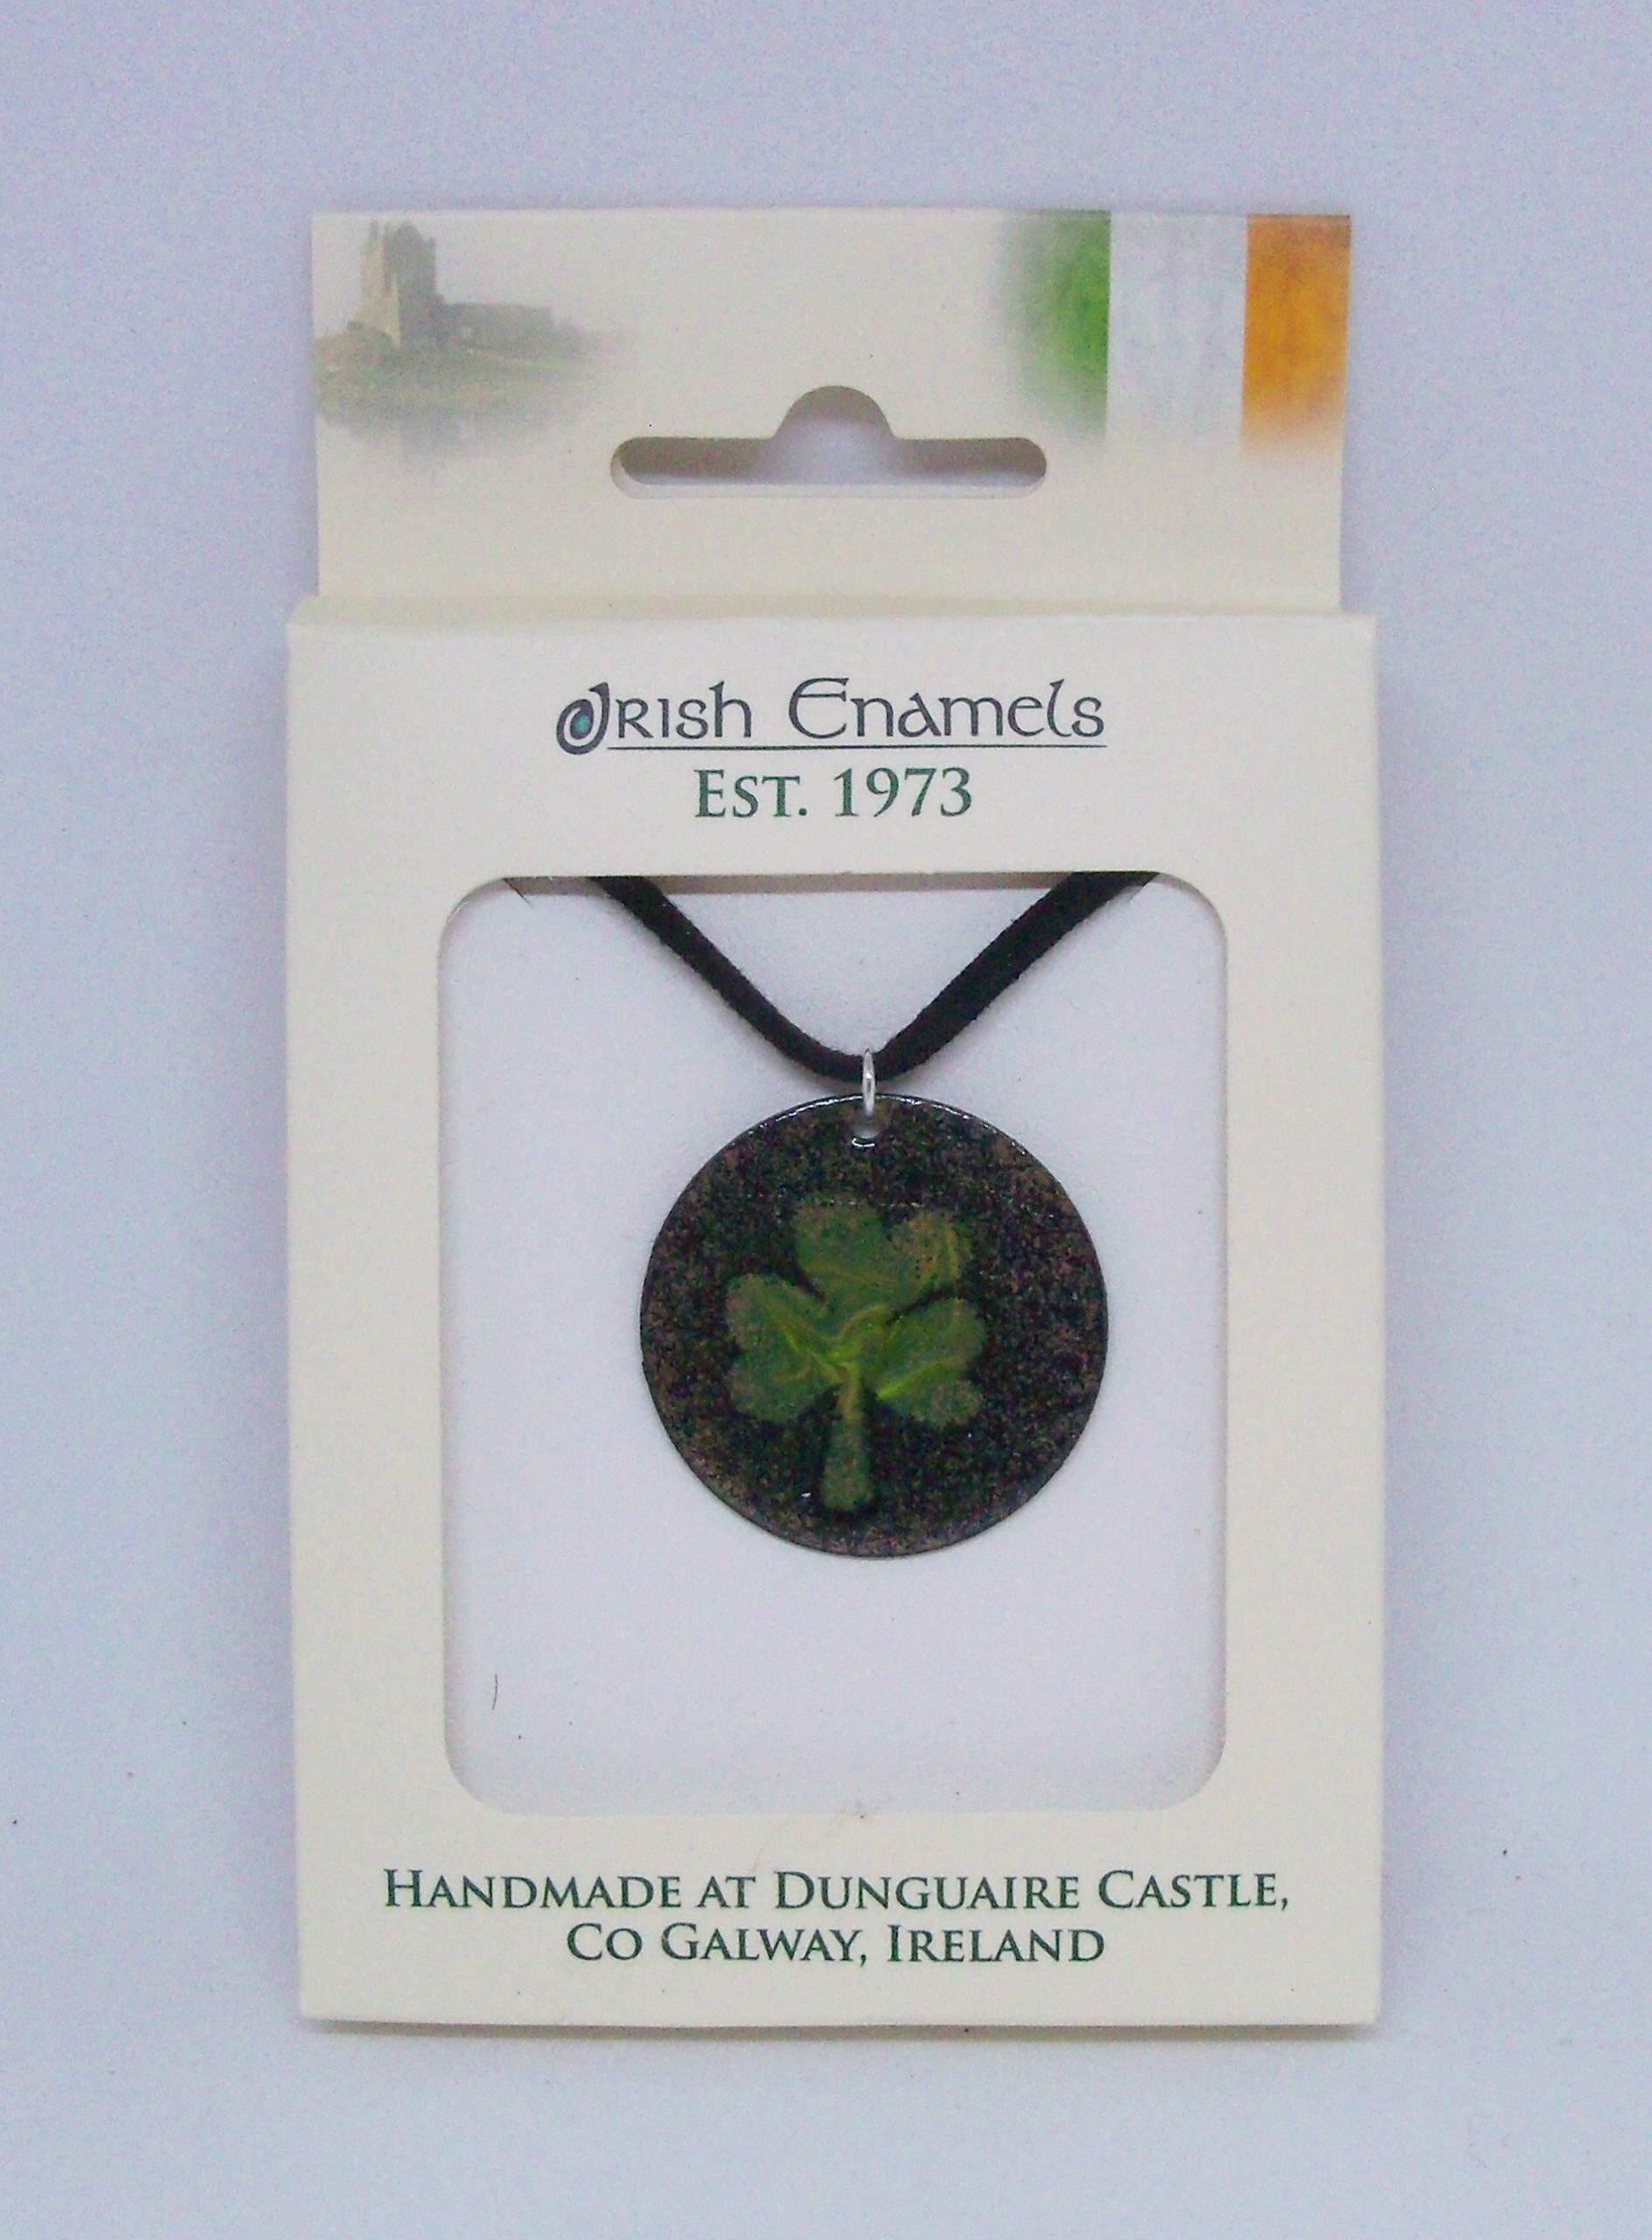 Irish Enamels
Est. 1973
Handmade at Dunguaire Castle,
Co Galway, Ireland